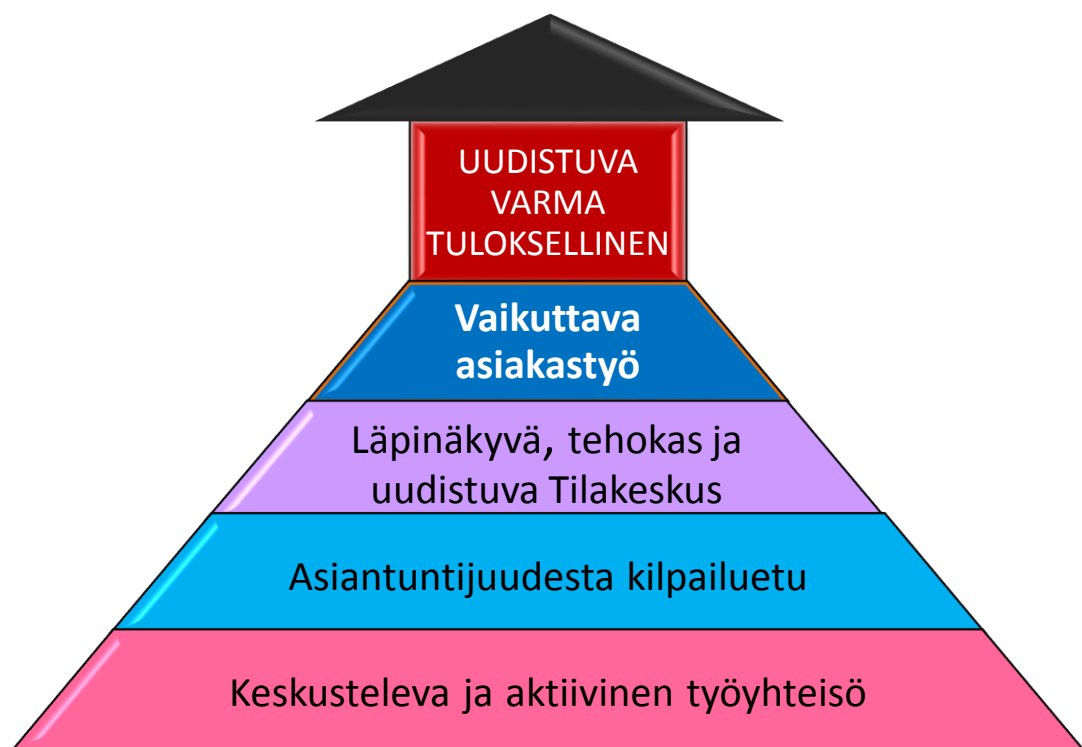 UUDISTUVA
VARMA
TULOKSELLINEN
Vaikuttava
asiakastyö
Läpinäkyvä, tehokas ja
uudistuva Tilakeskus
Asiantuntijuudesta kilpailuetu
Keskusteleva ja aktiivinen työyhteisö